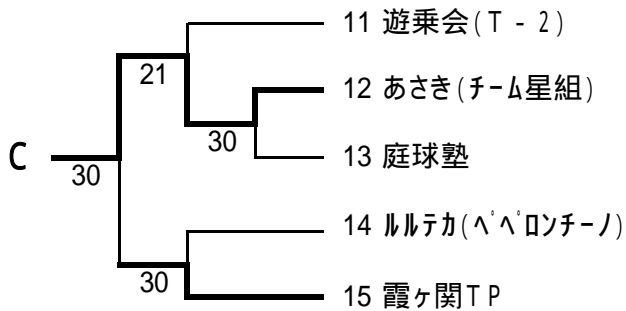 11 遊乗会(T-2)
21
12 あさき(チーム星組)
30
13 庭球塾
C
30
14 ルルテカ(ペペロンチーノ)
30
15 霞ヶ関TP